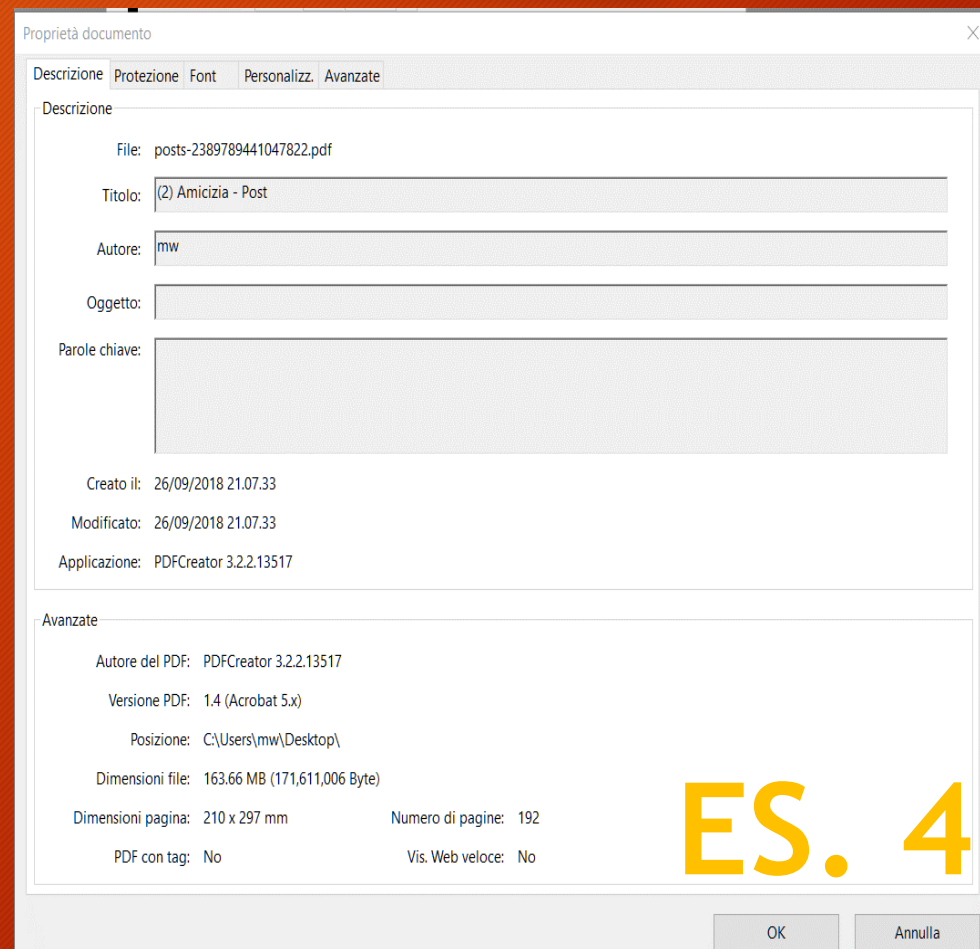 Proprietà documento
Descrizione Protezione Font Personalizz. Avanzate
Descrizione
File: posts-2389789441047822.pdf
Titolo: (2) Amicizia - Post
Autore: mw
Oggetto:
Parole chiave:
Creato il: 26/09/2018 21.07.33
Modificato: 26/09/2018 21.07.33
Applicazione: PDFCreator 3.2.2.13517
Avanzate
Autore del PDF: PDFCreator 3.2.2.13517
Versione PDF: 1.4 (Acrobat 5.x)
Posizione: C:\Users\mw\Desktop\
Dimensioni file: 163.66 MB (171,611,006 Byte)
Dimensioni pagina: 210 x 297 mm Numero di pagine: 192
PDF con tag: No Vis. Web veloce: No
ES. 4
OK Annulla